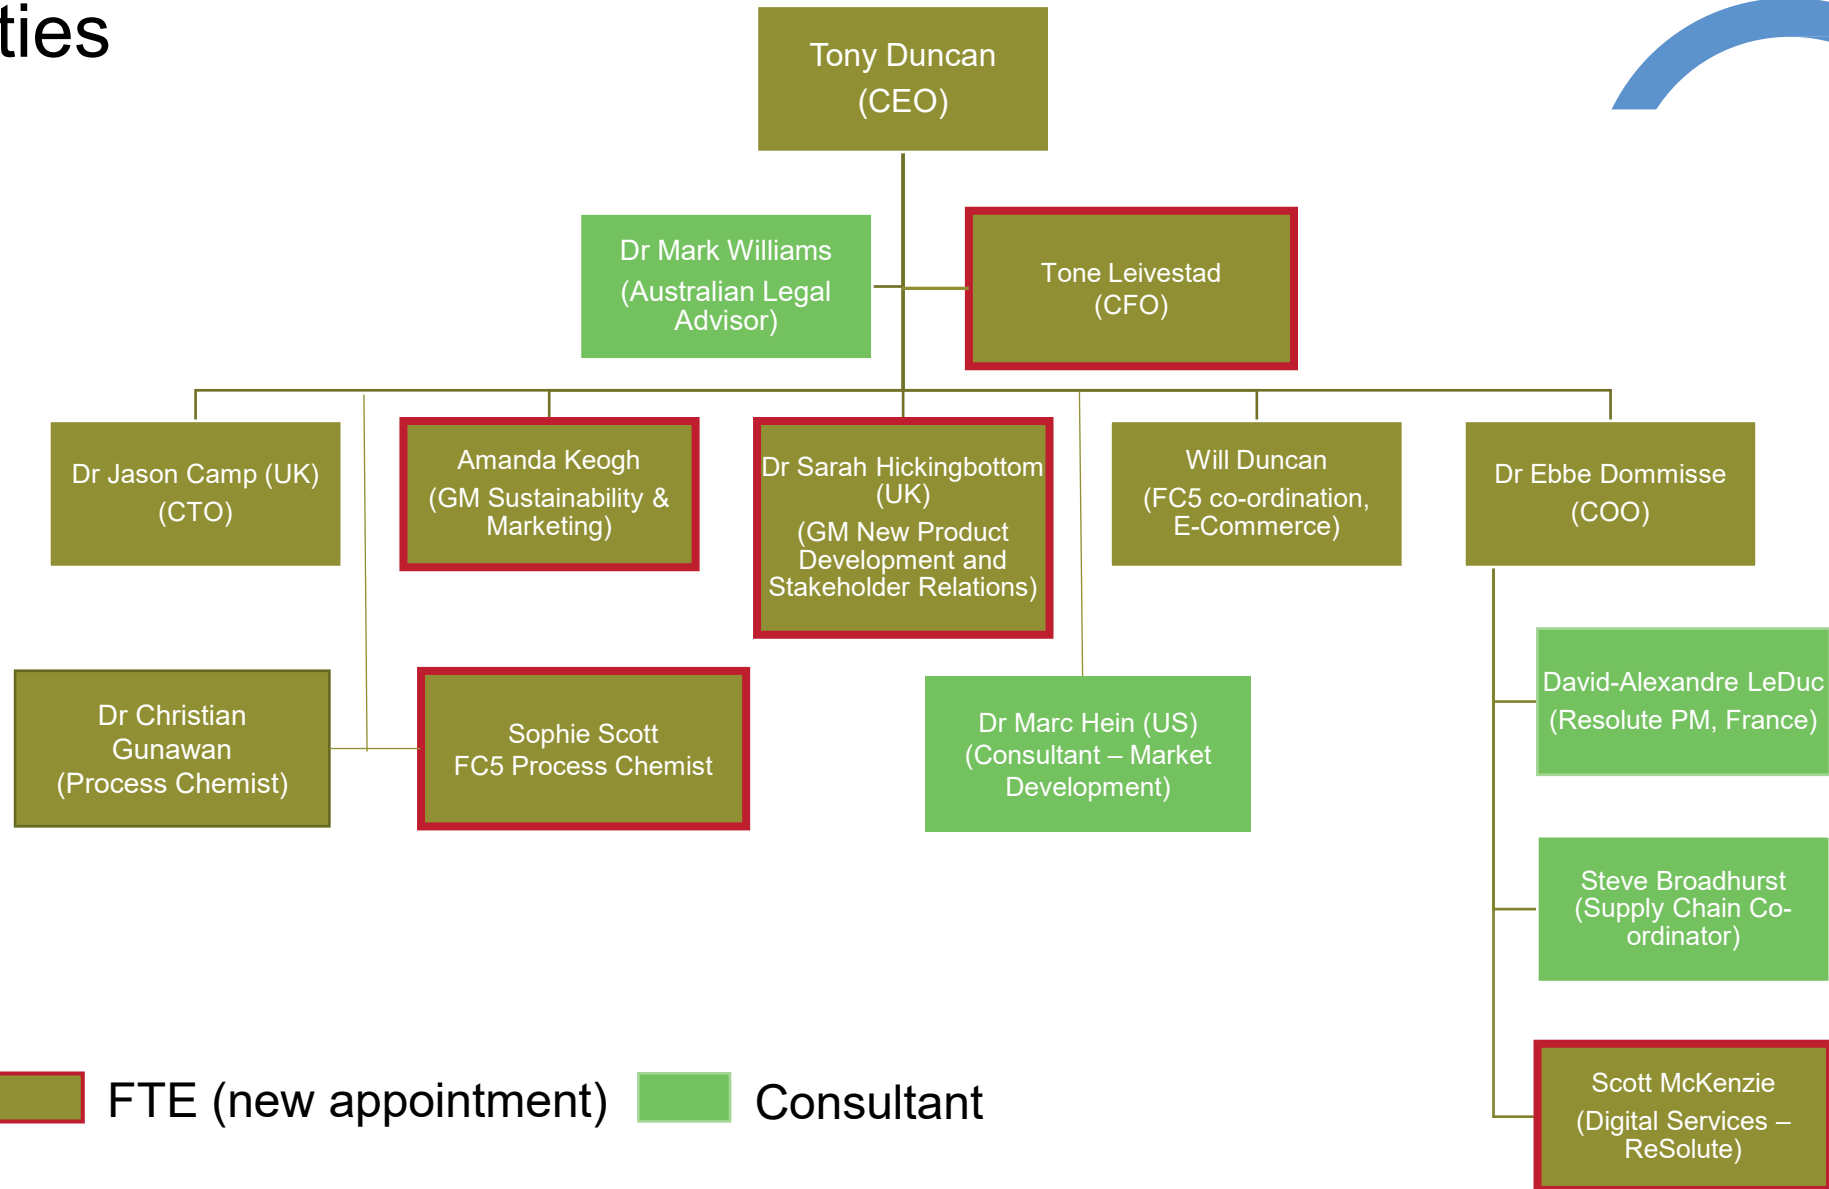 ties
Tony Duncan
(CEO)
Dr Mark Williams
(Australian Legal
Advisor)
Tone Leivestad
(CFO)
Dr Jason Camp (UK)
(CTO)
Amanda Keogh
(GM Sustainability &
Marketing)
Dr Sarah Hickingbottom
(UK)
(GM New Product
Development and
Stakeholder Relations)
Will Duncan
(FC5 co-ordination,
E-Commerce)
Dr Ebbe Dommisse
(COO)
Dr Christian
Gunawan
(Process Chemist)
Sophie Scott
FC5 Process Chemist
Dr Marc Hein (US)
(Consultant – Market
Development)
David-Alexandre LeDuc
(Resolute PM, France)
Steve Broadhurst
(Supply Chain Co-
ordinator)
Scott McKenzie
(Digital Services –
ReSolute)
FTE (new appointment)
Consultant